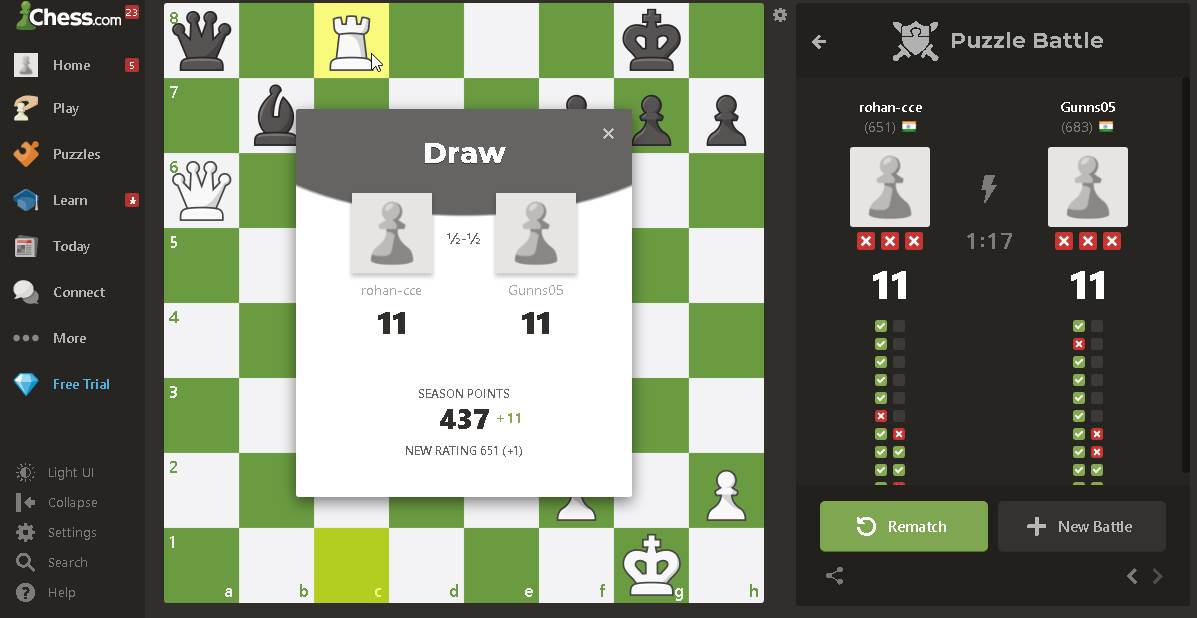 Chess.com 23
Home 5
Play
Puzzles
Learn
Today
Connect
More
Free Trial
Light UI
Collapse
Settings
Search
Help
8
7
6
5
4
3
2
1
a b c d e f g h
Draw
½-½
rohan-cce Gunns05
11 11
SEASON POINTS
437 +11
NEW RATING 651 (+1)
Puzzle Battle
rohan-cce Gunns05
(651) (683)
1:17
11 11
Rematch New Battle